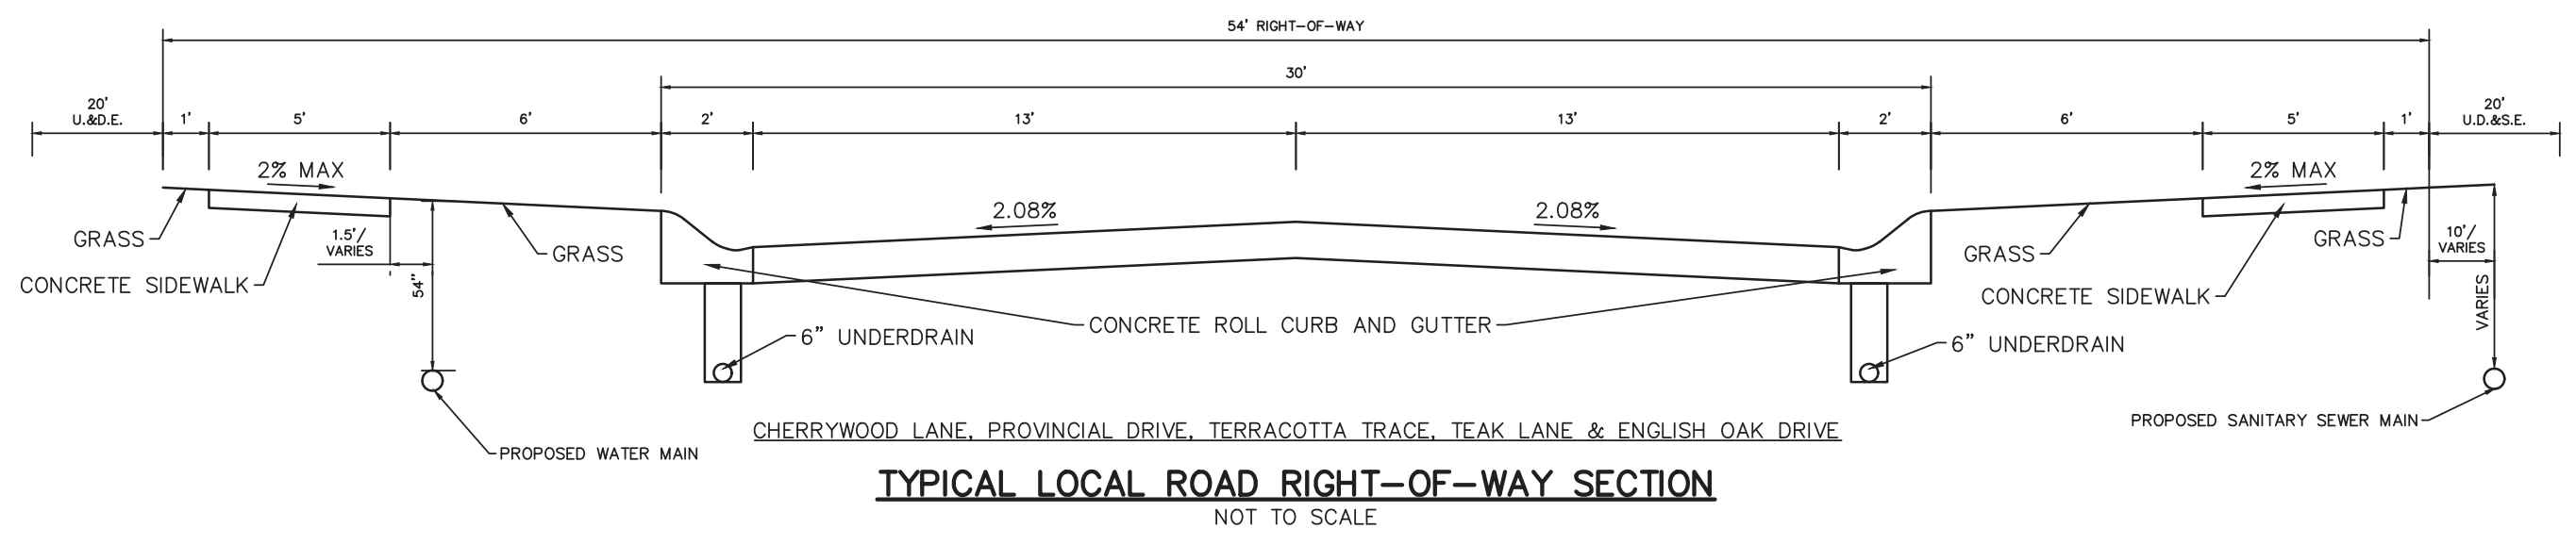 54' RIGHT-OF-WAY
30'
20'
U.&D.E.
1'
5'
6'
2'
13'
13'
2'
6'
5'
1'
20'
U.D.&S.E.
2% MAX
2% MAX
2.08%
2.08%
GRASS
1.5'/
VARIES
GRASS
CONCRETE SIDEWALK
54"
GRASS
GRASS
10'/
VARIES
CONCRETE SIDEWALK
VARIES
CONCRETE ROLL CURB AND GUTTER
6" UNDERDRAIN
6" UNDERDRAIN
PROPOSED WATER MAIN
PROPOSED SANITARY SEWER MAIN
CHERRYWOOD LANE, PROVINCIAL DRIVE, TERRACOTTA TRACE, TEAK LANE & ENGLISH OAK DRIVE
TYPICAL LOCAL ROAD RIGHT-OF-WAY SECTION
NOT TO SCALE